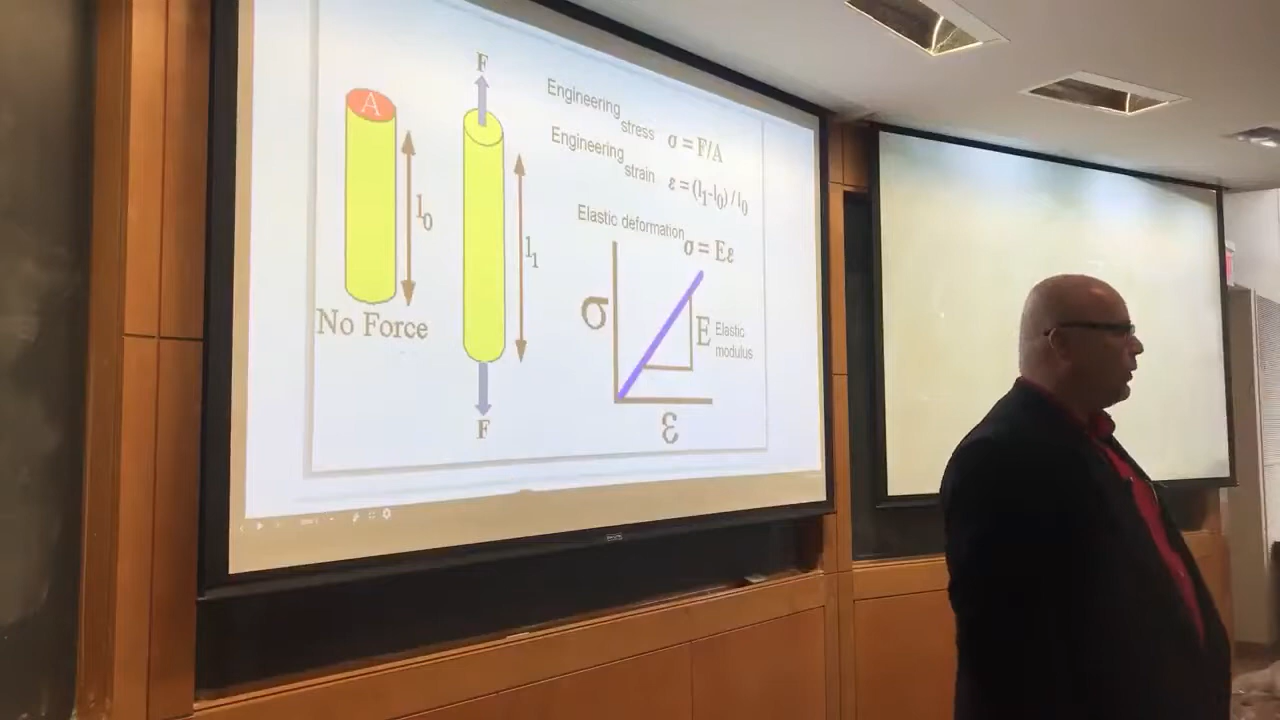 A
l0
No Force
F
l1
F
Engineering
stress σ = F/A
Engineering
strain ε = (l1-l0) / l0
Elastic deformation
σ = Eε
σ
E
Elastic
modulus
ε